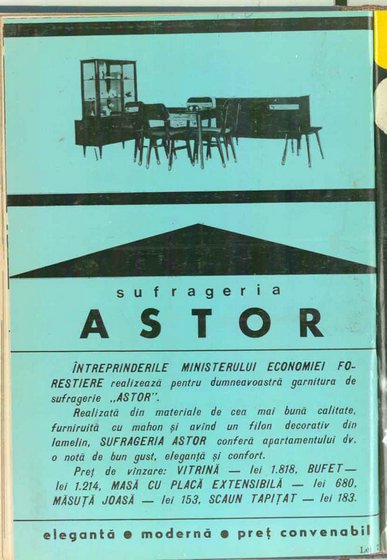 sufrageria
ASTOR
ÎNTREPRINDERILE MINISTERULUI ECONOMIEI FO-
RESTIERE realizează pentru dumneavoastră garnitura de
sufragerie „ASTOR".
Realizată din materiale de cea mai bună calitate,
furniruită cu mahon și avînd un filon decorativ din
lamelin, SUFRAGERIA ASTOR conferă apartamentului dv.
o notă de bun gust, eleganță și confort.
Preț de vînzare: VITRINĂ — lei 1.818, BUFET—
lei 1.214, MASĂ CU PLACĂ EXTENSIBILĂ — lei 680,
MĂSUȚĂ JOASĂ — lei 153, SCAUN TAPIȚAT — lei 183.
elegantă • modernă • preț convenabil